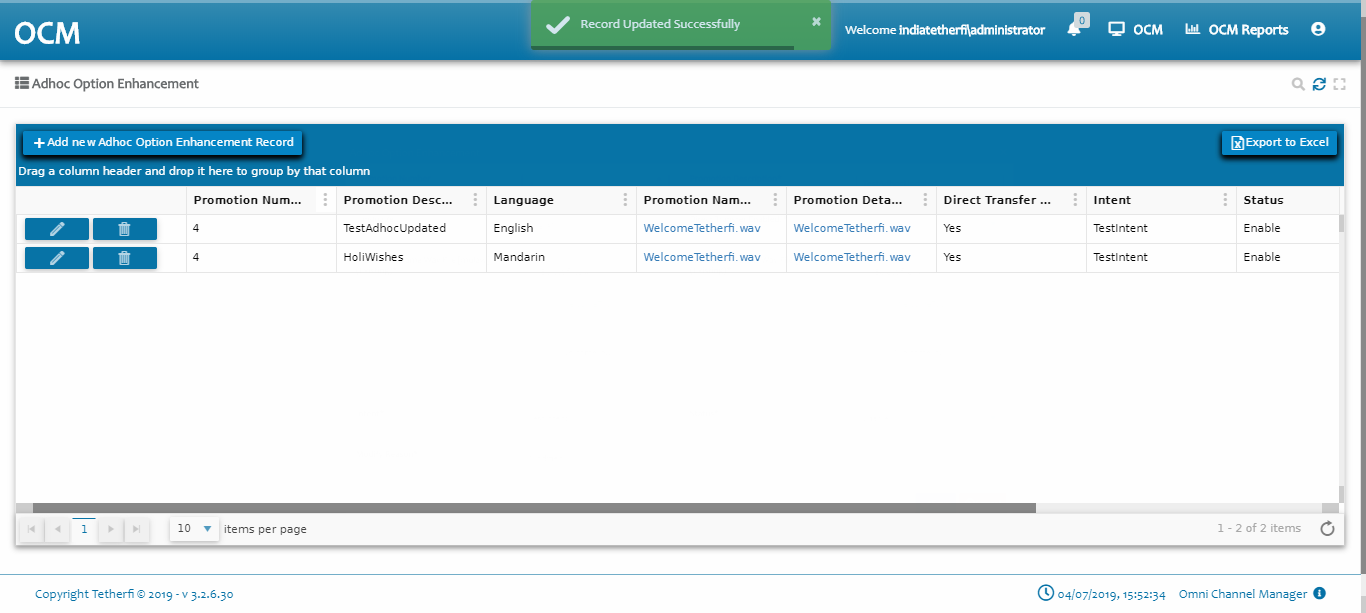 OCM
Record Updated Successfully
Welcome indiatetherfi\administrator
0
OCM
OCM Reports
Adhoc Option Enhancement
Add new Adhoc Option Enhancement Record
Export to Excel
Drag a column header and drop it here to group by that column
Promotion Num... Promotion Desc... Language Promotion Nam... Promotion Deta... Direct Transfer ... Intent Status
4 TestAdhocUpdated English WelcomeTetherfi.wav WelcomeTetherfi.wav Yes TestIntent Enable
4 HoliWishes Mandarin WelcomeTetherfi.wav WelcomeTetherfi.wav Yes TestIntent Enable
1 10 items per page 1 - 2 of 2 items
Copyright Tetherfi © 2019 - v 3.2.6.30 04/07/2019, 15:52:34 Omni Channel Manager